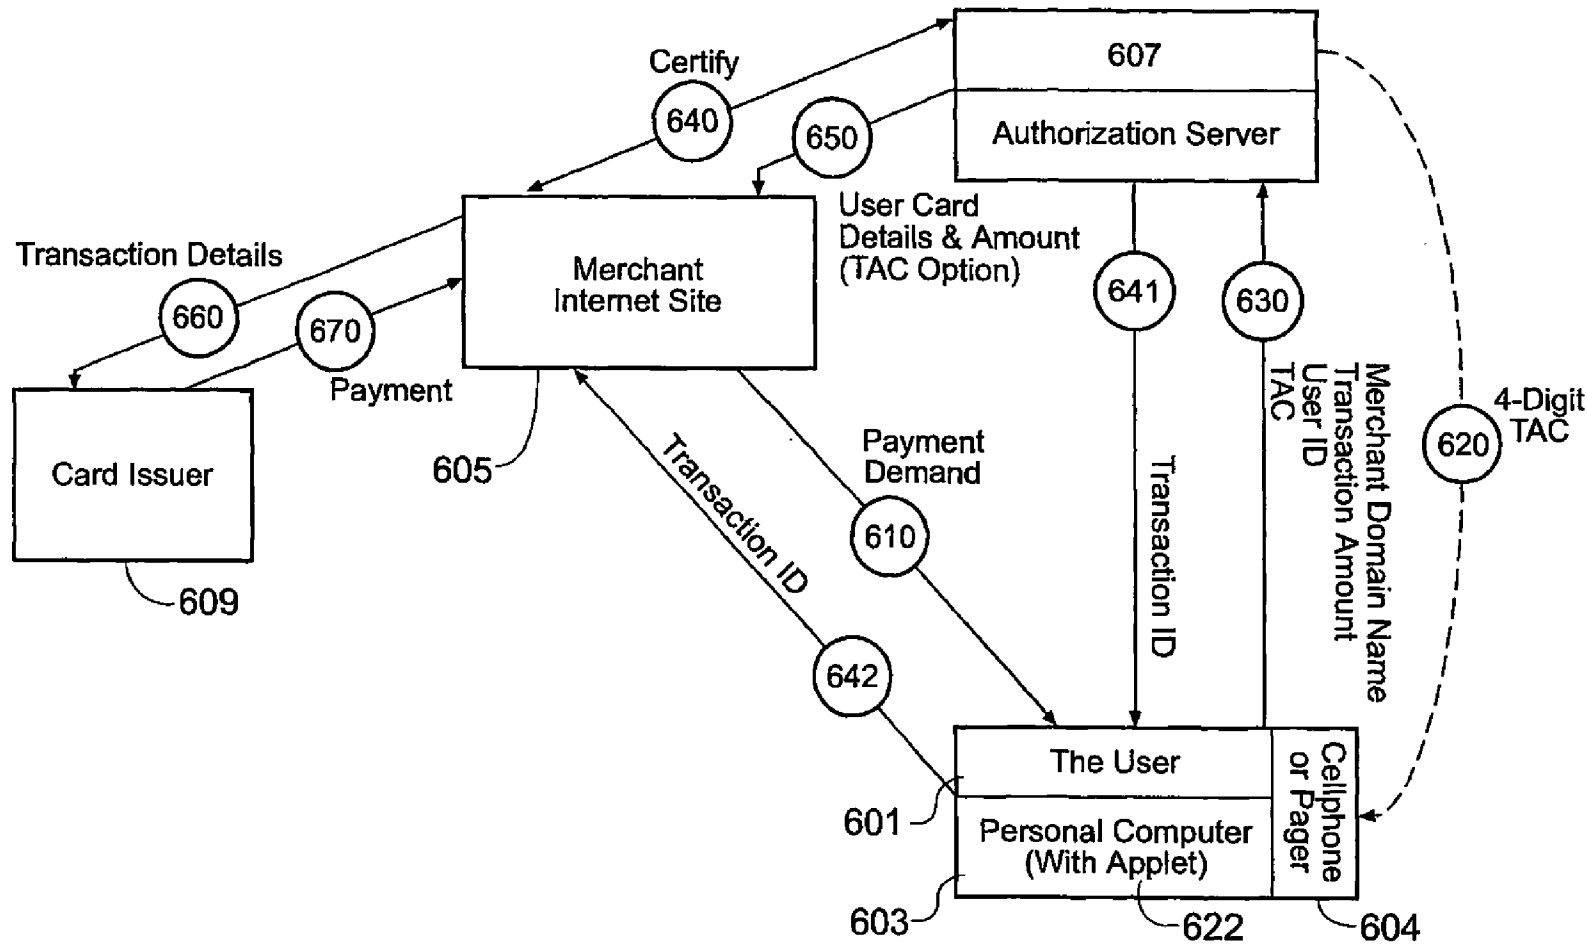 607
Authorization Server
Certify
640
650
User Card
Details & Amount
(TAC Option)
Transaction Details
660
670
Payment
Merchant
Internet Site
641
630
Merchant Domain Name
Transaction Amount
User ID
TAC
4-Digit
TAC
620
Card Issuer
609
605
Transaction ID
Payment
Demand
610
Transaction ID
642
The User
Cellphone
or Pager
601
Personal Computer
(With Applet)
603
622
604